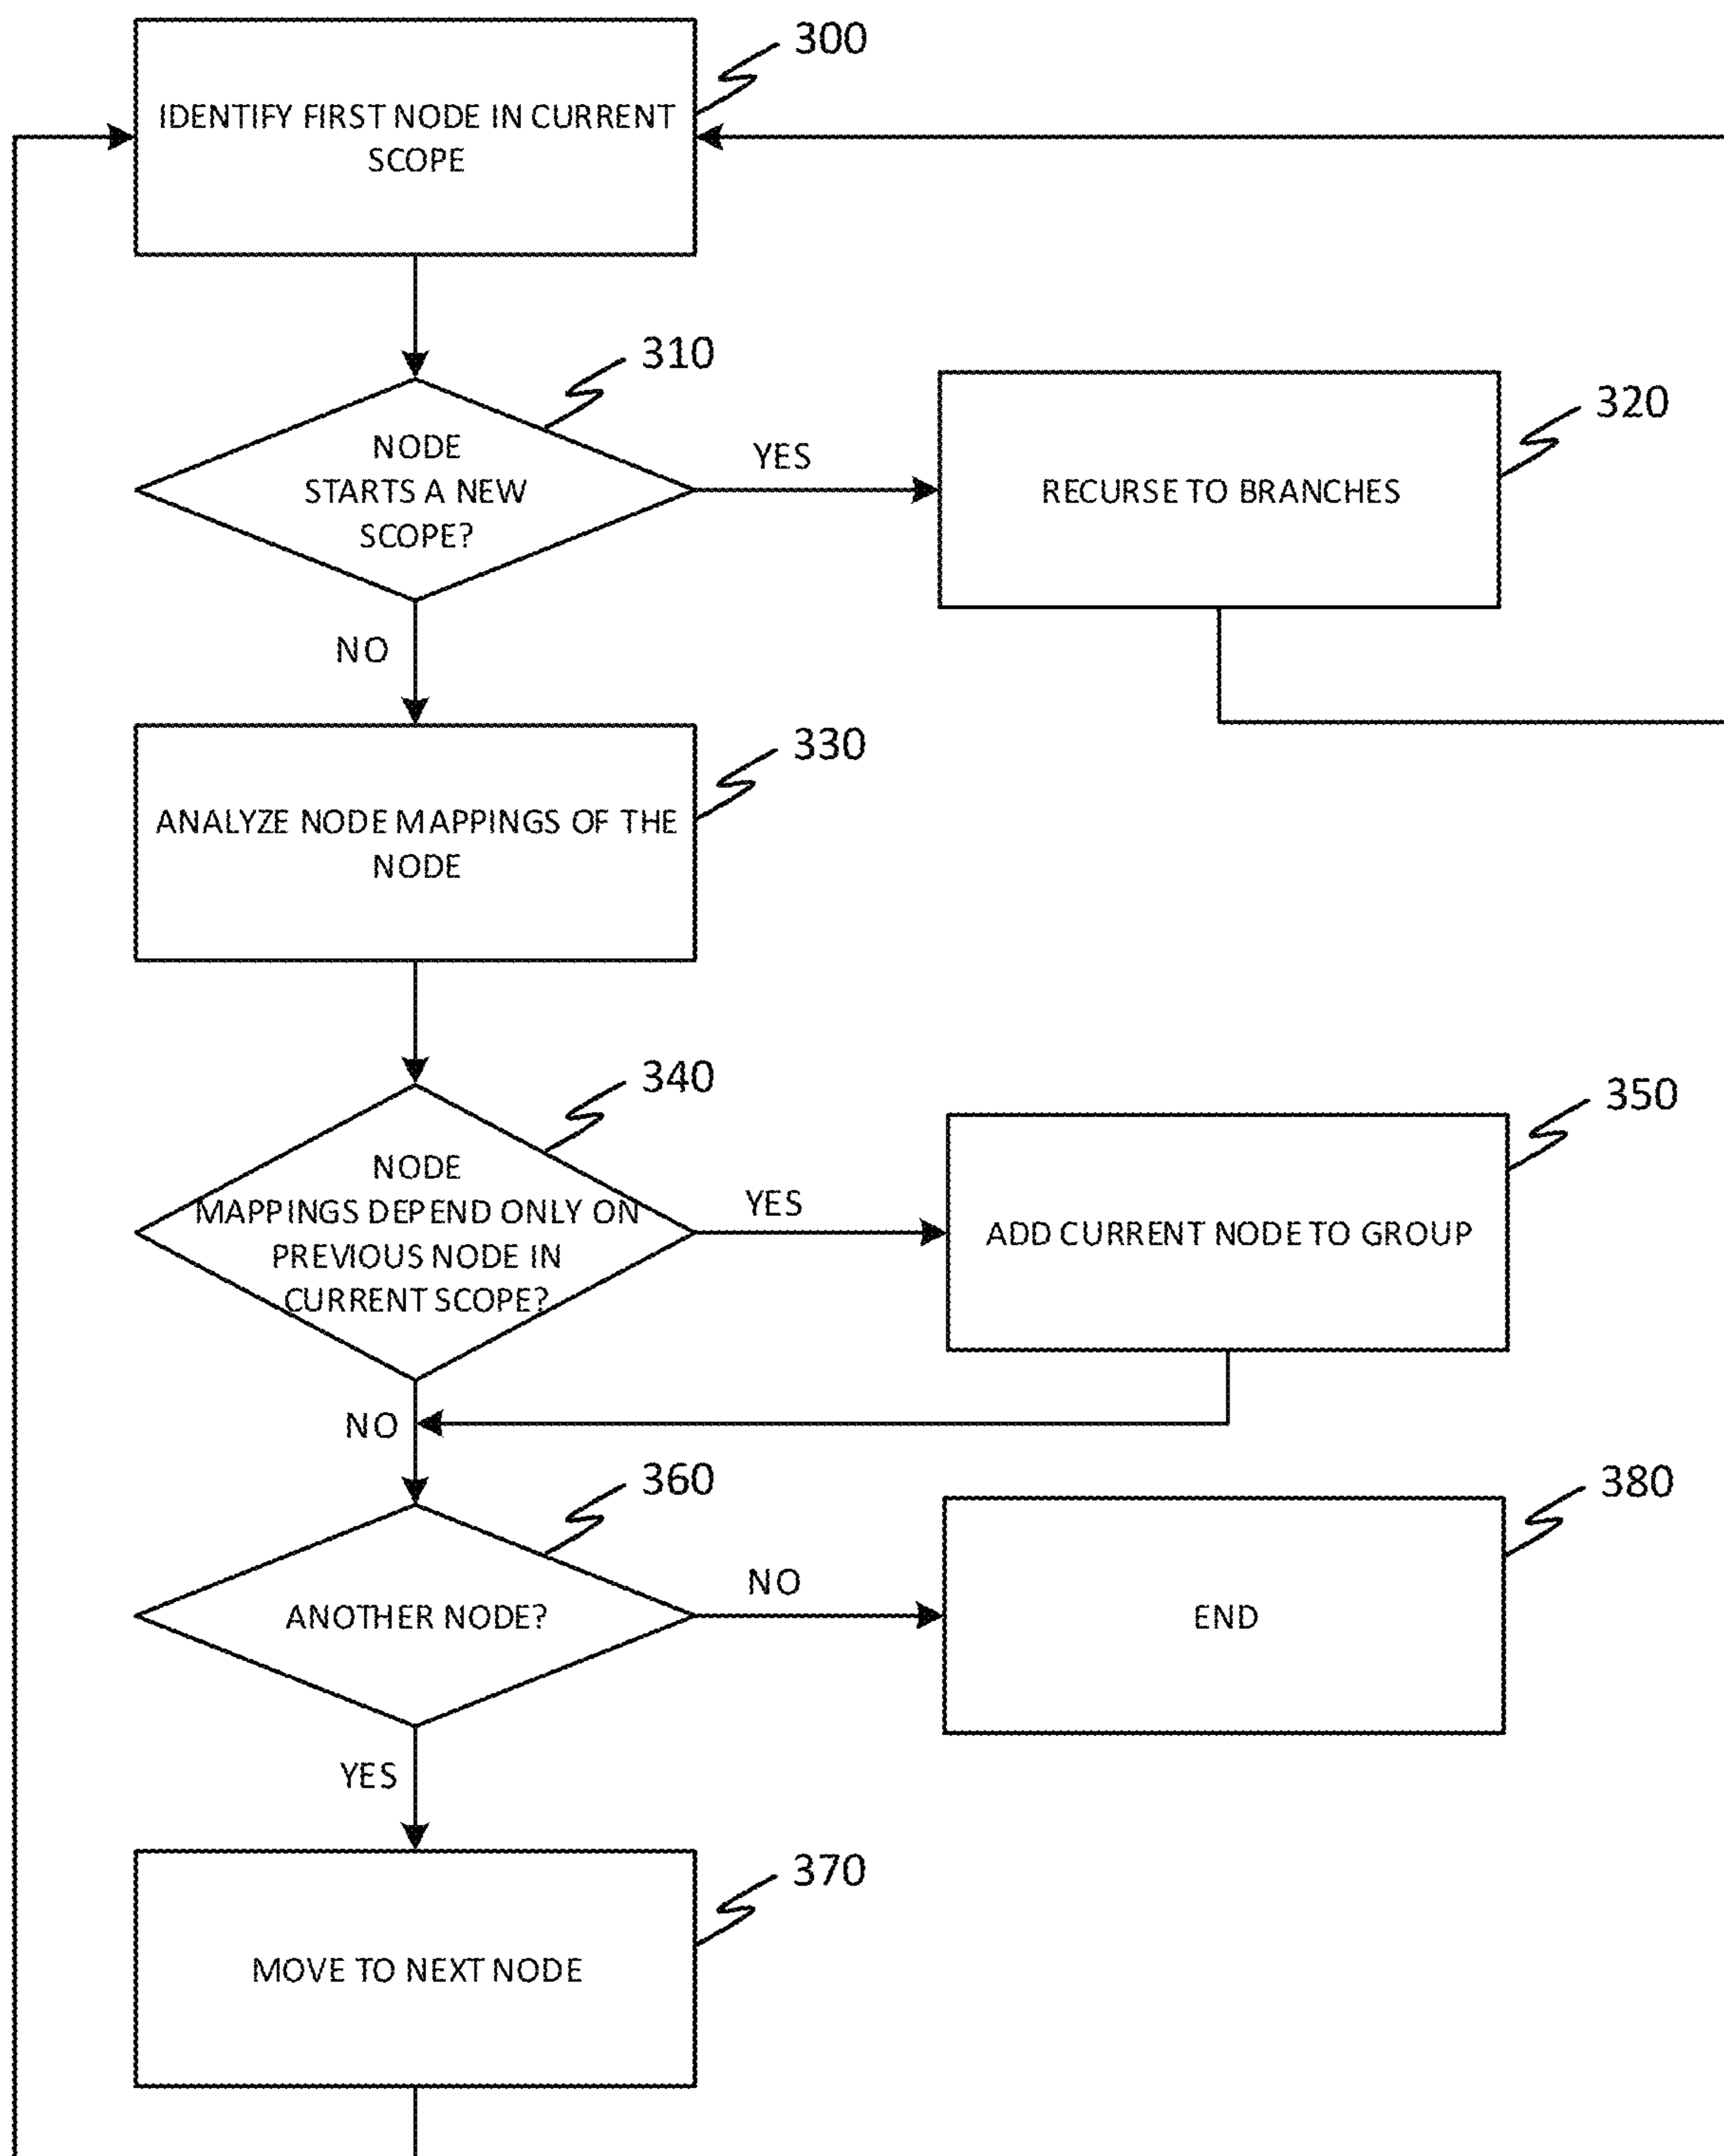 300
IDENTIFY FIRST NODE IN CURRENT
SCOPE
310
NODE
STARTS A NEW
SCOPE?
YES
320
RECURSE TO BRANCHES
NO
330
ANALYZE NODE MAPPINGS OF THE
NODE
340
NODE
MAPPINGS DEPEND ONLY ON
PREVIOUS NODE IN
CURRENT SCOPE?
YES
350
ADD CURRENT NODE TO GROUP
NO
360
ANOTHER NODE?
NO
380
END
YES
370
MOVE TO NEXT NODE